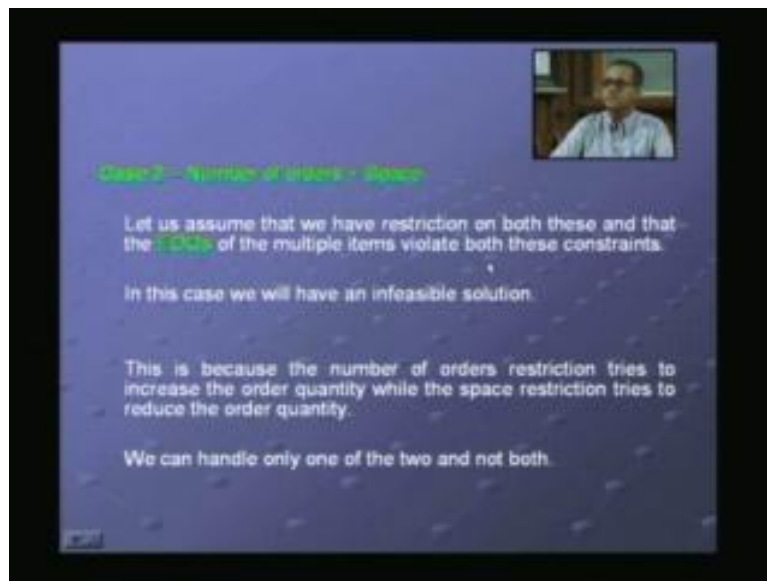 Case 2 – Number of orders + Space
Let us assume that we have restriction on both these and that
the EOQs of the multiple items violate both these constraints.
In this case we will have an infeasible solution.
This is because the number of orders restriction tries to
increase the order quantity while the space restriction tries to
reduce the order quantity.
We can handle only one of the two and not both.